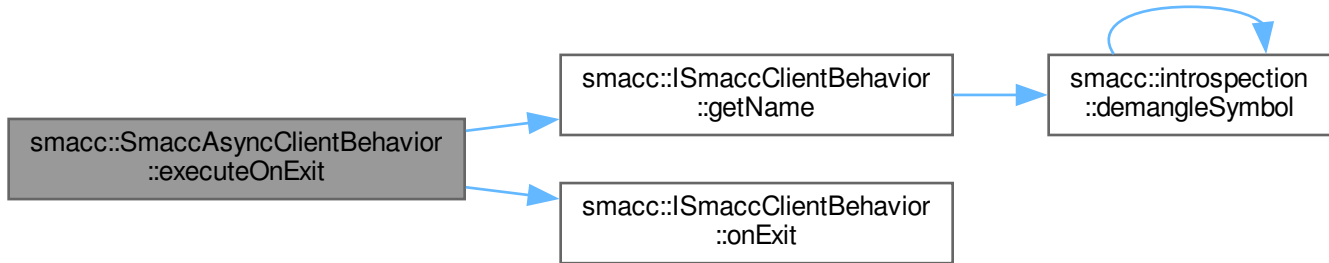 smacc::SmaccAsyncClientBehavior
::executeOnExit
smacc::ISmaccClientBehavior
::getName
smacc::introspection
::demangleSymbol
smacc::ISmaccClientBehavior
::onExit